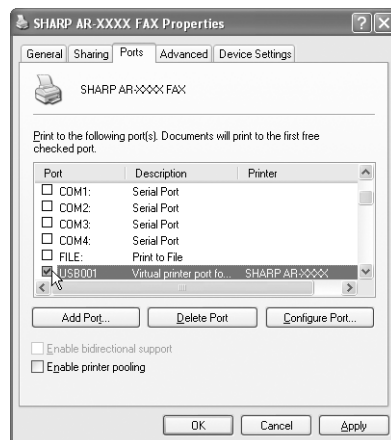 SHARP AR-XXXX FAX Properties
General Sharing Ports Advanced Device Settings
SHARP AR-XXXX FAX
Print to the following port(s). Documents will print to the first free
checked port.
Port Description Printer
COM1: Serial Port
COM2: Serial Port
COM3: Serial Port
COM4: Serial Port
FILE: Print to File
USB001 Virtual printer port fo... SHARP AR-XXXX
Add Port... Delete Port Configure Port...
Enable bidirectional support
Enable printer pooling
OK Cancel Apply